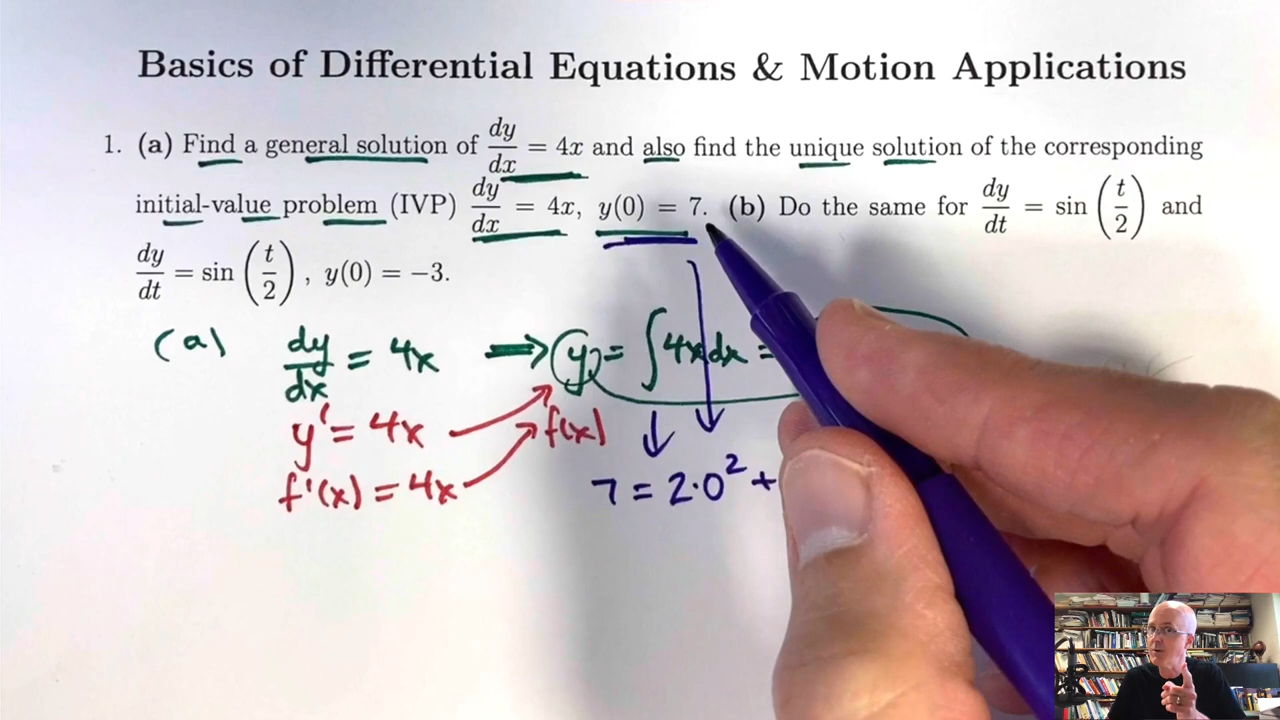 Basics of Differential Equations & Motion Applications
1. (a) Find a general solution of dy/dx = 4x and also find the unique solution of the corresponding
initial-value problem (IVP) dy/dx = 4x, y(0) = 7. (b) Do the same for dy/dt = sin(t/2) and
dy/dt = sin(t/2), y(0) = −3.
(a) dy/dx = 4x → y = ∫4x dx =
y' = 4x f(x)
f'(x) = 4x 7 = 2·0² +